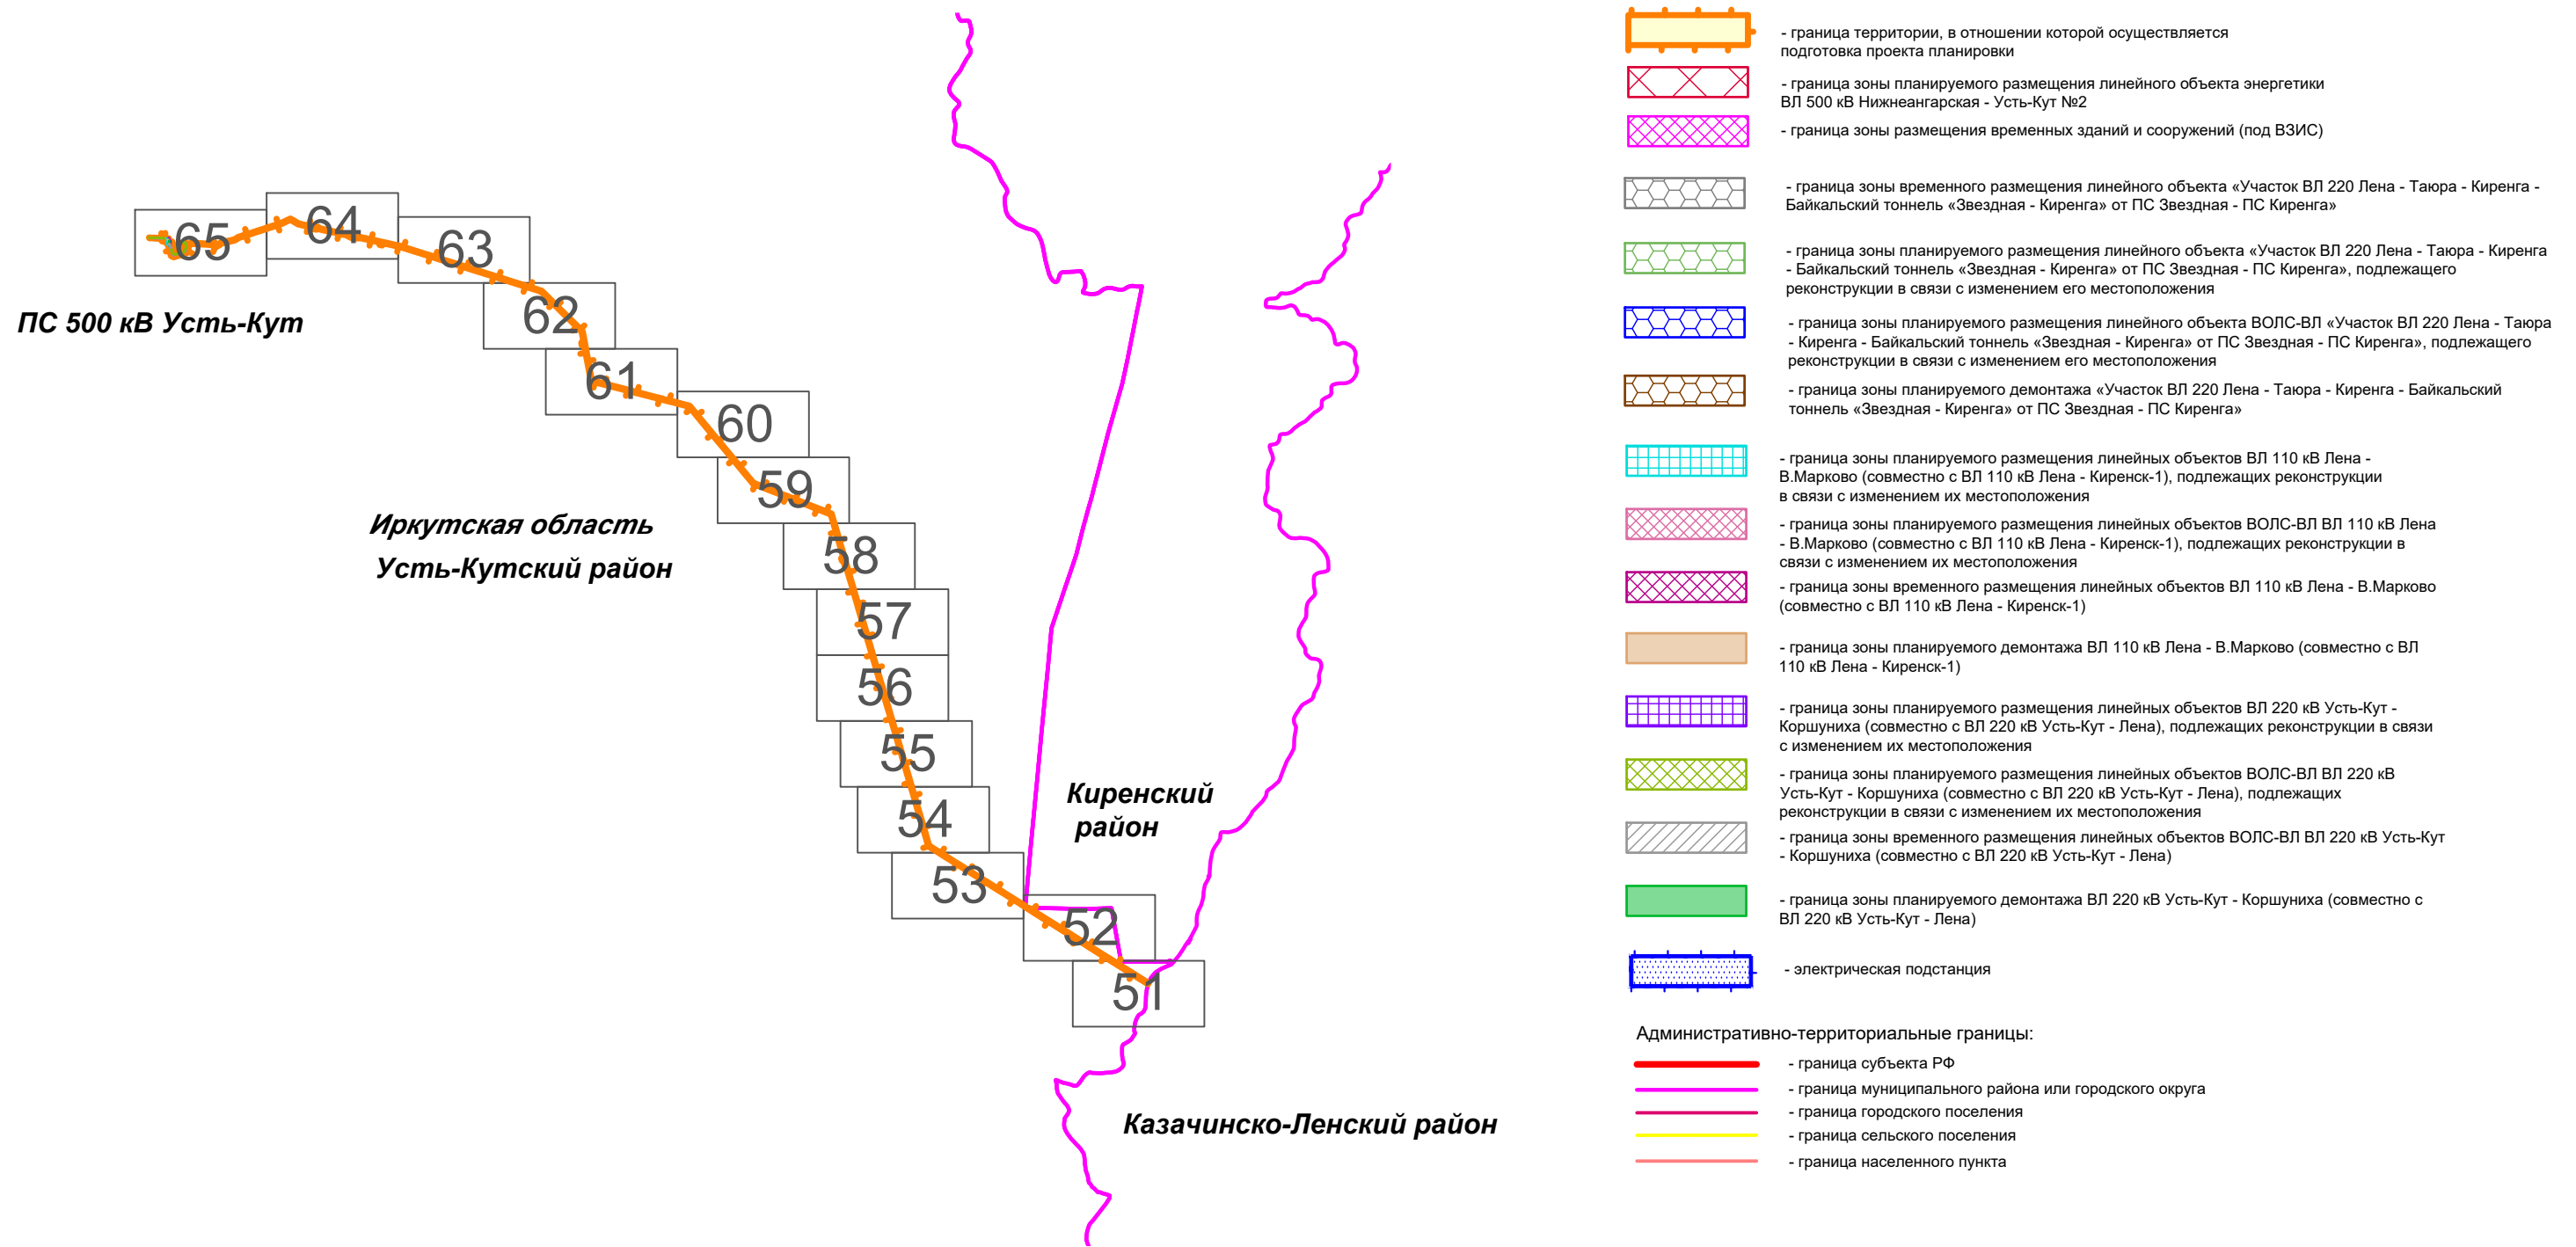 65
64
63
62
61
60
59
58
57
56
55
54
53
52
51
ПС 500 кВ Усть-Кут
Иркутская область
Усть-Кутский район
Киренский
район
Казачинско-Ленский район
- граница территории, в отношении которой осуществляется
подготовка проекта планировки
- граница зоны планируемого размещения линейного объекта энергетики
ВЛ 500 кВ Нижнеангарская - Усть-Кут №2
- граница зоны размещения временных зданий и сооружений (под ВЗИС)
- граница зоны временного размещения линейного объекта «Участок ВЛ 220 Лена - Таюра - Киренга -
Байкальский тоннель «Звездная - Киренга» от ПС Звездная - ПС Киренга»
- граница зоны планируемого размещения линейного объекта «Участок ВЛ 220 Лена - Таюра - Киренга
- Байкальский тоннель «Звездная - Киренга» от ПС Звездная - ПС Киренга», подлежащего
реконструкции в связи с изменением его местоположения
- граница зоны планируемого размещения линейного объекта ВОЛС-ВЛ «Участок ВЛ 220 Лена - Таюра
- Киренга - Байкальский тоннель «Звездная - Киренга» от ПС Звездная - ПС Киренга», подлежащего
реконструкции в связи с изменением его местоположения
- граница зоны планируемого демонтажа «Участок ВЛ 220 Лена - Таюра - Киренга - Байкальский
тоннель «Звездная - Киренга» от ПС Звездная - ПС Киренга»
- граница зоны планируемого размещения линейных объектов ВЛ 110 кВ Лена -
В.Марково (совместно с ВЛ 110 кВ Лена - Киренск-1), подлежащих реконструкции
в связи с изменением их местоположения
- граница зоны планируемого размещения линейных объектов ВОЛС-ВЛ ВЛ 110 кВ Лена
- В.Марково (совместно с ВЛ 110 кВ Лена - Киренск-1), подлежащих реконструкции в
связи с изменением их местоположения
- граница зоны временного размещения линейных объектов ВЛ 110 кВ Лена - В.Марково
(совместно с ВЛ 110 кВ Лена - Киренск-1)
- граница зоны планируемого демонтажа ВЛ 110 кВ Лена - В.Марково (совместно с ВЛ
110 кВ Лена - Киренск-1)
- граница зоны планируемого размещения линейных объектов ВЛ 220 кВ Усть-Кут -
Коршуниха (совместно с ВЛ 220 кВ Усть-Кут - Лена), подлежащих реконструкции в связи
с изменением их местоположения
- граница зоны планируемого размещения линейных объектов ВОЛС-ВЛ ВЛ 220 кВ
Усть-Кут - Коршуниха (совместно с ВЛ 220 кВ Усть-Кут - Лена), подлежащих
реконструкции в связи с изменением их местоположения
- граница зоны временного размещения линейных объектов ВОЛС-ВЛ ВЛ 220 кВ Усть-Кут
- Коршуниха (совместно с ВЛ 220 кВ Усть-Кут - Лена)
- граница зоны планируемого демонтажа ВЛ 220 кВ Усть-Кут - Коршуниха (совместно с
ВЛ 220 кВ Усть-Кут - Лена)
- электрическая подстанция
Административно-территориальные границы:
- граница субъекта РФ
- граница муниципального района или городского округа
- граница городского поселения
- граница сельского поселения
- граница населенного пункта